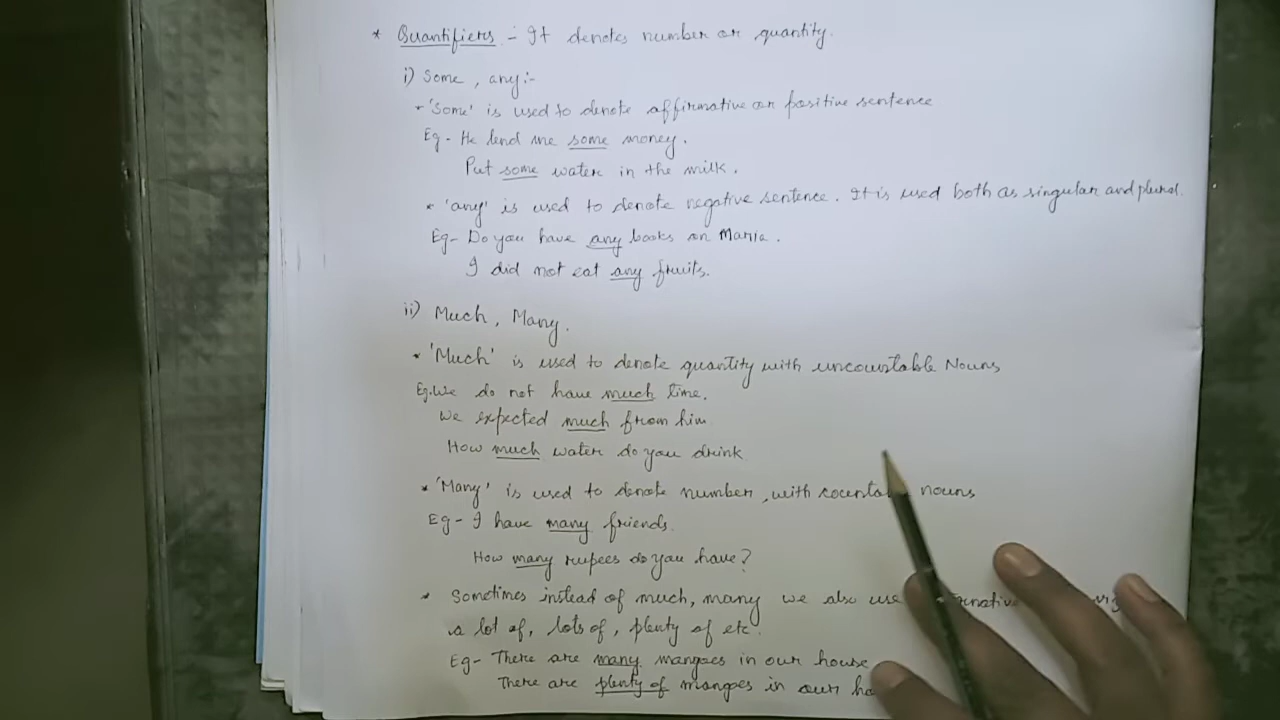 * Quantifiers - It denotes number or quantity.
i) Some, any:-
* 'Some' is used to denote affirmative or positive sentence
Eg - He lend me some money.
Put some water in the milk.
* 'any' is used to denote negative sentence. It is used both as singular and plural.
Eg- Do you have any books on Maria.
I did not eat any fruits.
ii) Much, Many.
* 'Much' is used to denote quantity with uncountable Nouns
Eg. We do not have much time.
We expected much from him
How much water do you drink
* 'Many' is used to denote number, with nouns
Eg - I have many friends.
How many rupees do you have?
* Sometimes instead of much, many we also use
a lot of, lots of, plenty of etc.
Eg- There are many mangoes in our house
There are plenty of mangoes in our